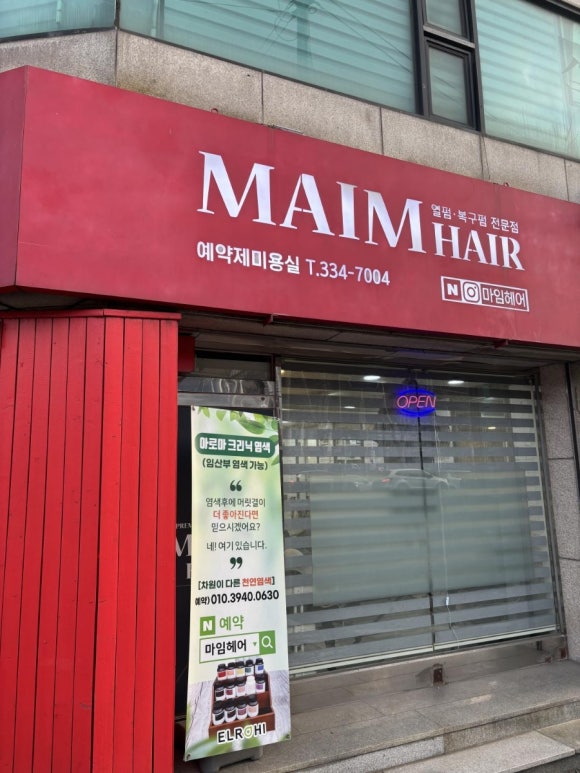 MAIM HAIR
열펌·복구펌 전문점
예약제미용실 T.334-7004
N 마임헤어
OPEN
아로마 크리닉 염색
(임산부 염색 가능)
❝
염색후에 머릿결이
더 좋아진다면
믿으시겠어요?
네! 여기 있습니다.
❞
[차원이 다른 천연염색]
예약) 010.3940.0630
N 예약
마임헤어
ELROHI